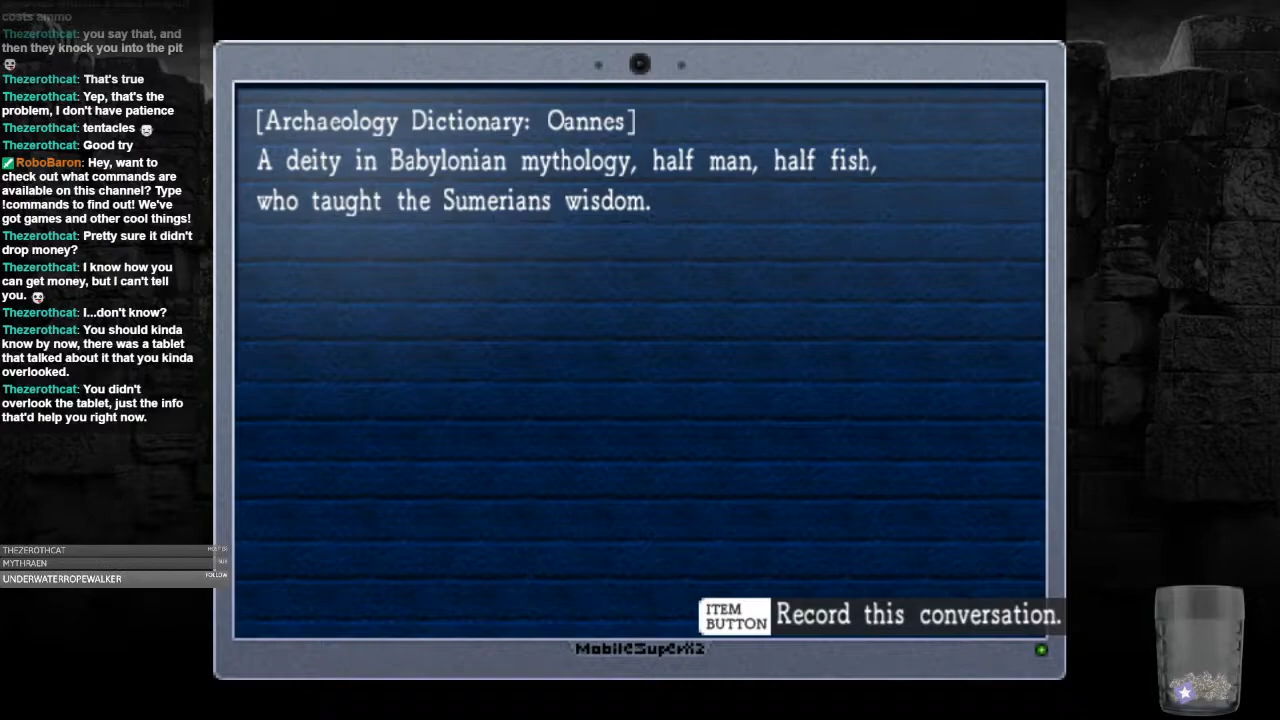 costs ammo
Thezerothcat: you say that, and
then they knock you into the pit
Thezerothcat: That's true
Thezerothcat: Yep, that's the
problem, I don't have patience
Thezerothcat: tentacles
Thezerothcat: Good try
RoboBaron: Hey, want to
check out what commands are
available on this channel? Type
!commands to find out! We've
got games and other cool things!
Thezerothcat: Pretty sure it didn't
drop money?
Thezerothcat: I know how you
can get money, but I can't tell
you.
Thezerothcat: I...don't know?
Thezerothcat: You should kinda
know by now, there was a tablet
that talked about it that you kinda
overlooked.
Thezerothcat: You didn't
overlook the tablet, just the info
that'd help you right now.
THEZEROTHCAT
MYTHRAEN SUB
UNDERWATERROPEWALKER FOLLOW
[Archaeology Dictionary: Oannes]
A deity in Babylonian mythology, half man, half fish,
who taught the Sumerians wisdom.
ITEM
BUTTON
Record this conversation.
MobileSuperX2